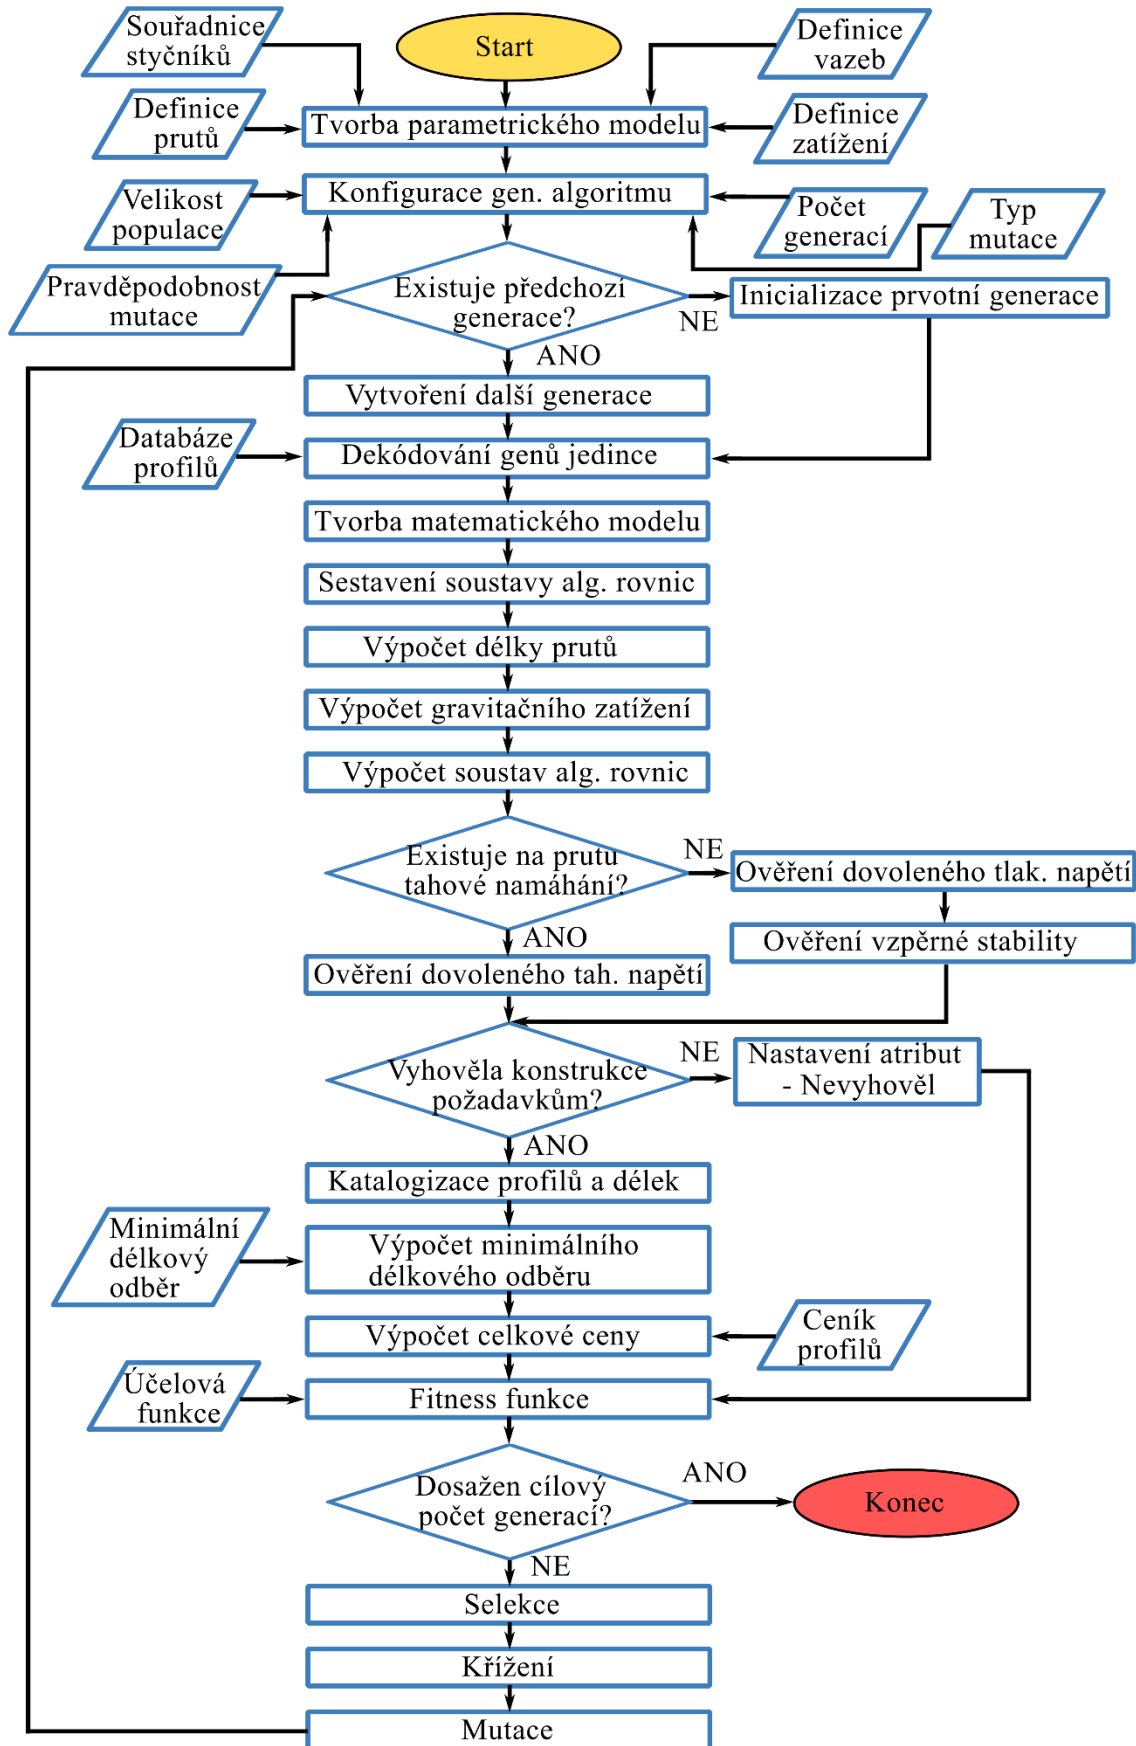 Souřadnice
styčníků
Start
Definice
vazeb
Definice
prutů
Tvorba parametrického modelu
Definice
zatížení
Velikost
populace
Konfigurace gen. algoritmu
Počet
generací
Typ
mutace
Pravděpodobnost
mutace
Existuje předchozí
generace?
NE
Inicializace prvotní generace
ANO
Vytvoření další generace
Databáze
profilů
Dekódování genů jedince
Tvorba matematického modelu
Sestavení soustavy alg. rovnic
Výpočet délky prutů
Výpočet gravitačního zatížení
Výpočet soustav alg. rovnic
Existuje na prutu
tahové namáhání?
NE
Ověření dovoleného tlak. napětí
Ověření vzpěrné stability
ANO
Ověření dovoleného tah. napětí
Vyhověla konstrukce
požadavkům?
NE
Nastavení atribut
- Nevyhověl
ANO
Katalogizace profilů a délek
Minimální
délkový
odběr
Výpočet minimálního
délkového odběru
Výpočet celkové ceny
Ceník
profilů
Účelová
funkce
Fitness funkce
Dosažen cílový
počet generací?
ANO
Konec
NE
Selekce
Křížení
Mutace